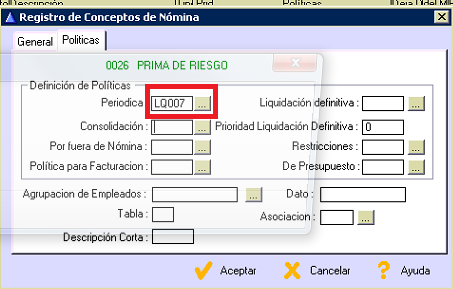 Registro de Conceptos de Nómina
General Politicas
0026 PRIMA DE RIESGO
Definición de Políticas
Periodica LQ007 ... Liquidación definitiva : ...
Consolidación : ... Prioridad Liquidación Definitiva : 0
Por fuera de Nómina : ... Restricciones : ...
Política para Facturacion : ... De Presupuesto : ...
Agrupacion de Empleados : ... Dato :
Tabla : Asociacion : ...
Descripción Corta :
Aceptar Cancelar Ayuda